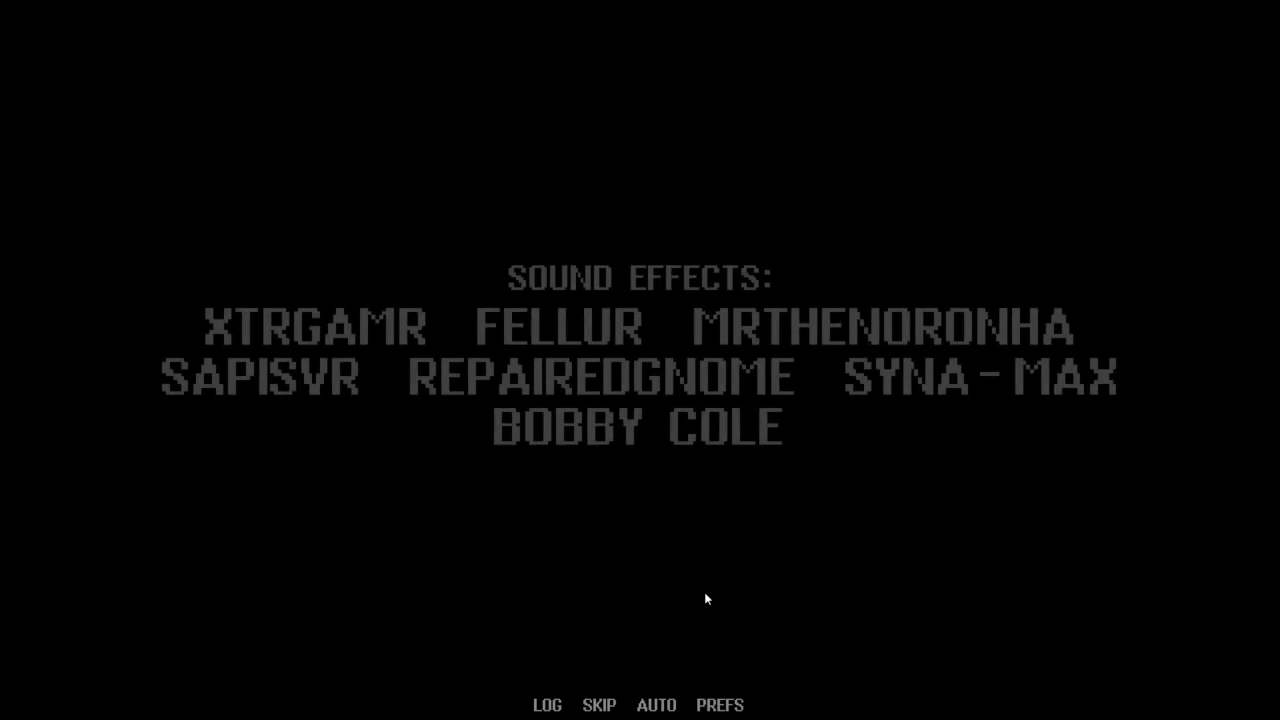 SOUND EFFECTS:
XTRGAMR FELLUR MRTHENORONHA
SAPISVR REPAIREDGNOME SYNA-MAX
BOBBY COLE
LOG SKIP AUTO PREFS